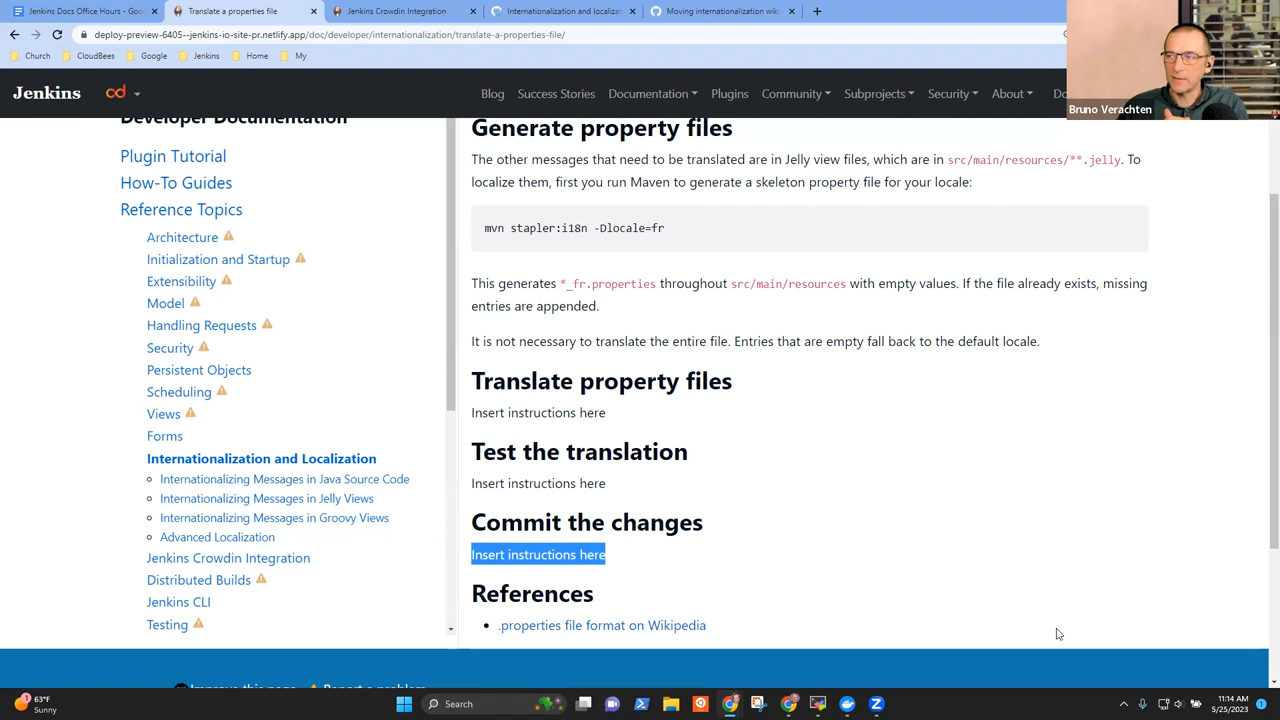 Jenkins Docs Office Hours - Goo
Translate a properties file
Jenkins Crowdin Integration
Internationalization and localizat
Moving internationalization wiki
deploy-preview-6405--jenkins-io-site-pr.netlify.app/doc/developer/internationalization/translate-a-properties-file/
Church
CloudBees
Google
Jenkins
Home
My
Bruno Verachten
Jenkins
cd
Blog
Success Stories
Documentation
Plugins
Community
Subprojects
Security
About
Do
Developer Documentation
Plugin Tutorial
How-To Guides
Reference Topics
Architecture
Initialization and Startup
Extensibility
Model
Handling Requests
Security
Persistent Objects
Scheduling
Views
Forms
Internationalization and Localization
Internationalizing Messages in Java Source Code
Internationalizing Messages in Jelly Views
Internationalizing Messages in Groovy Views
Advanced Localization
Jenkins Crowdin Integration
Distributed Builds
Jenkins CLI
Testing
Generate property files
The other messages that need to be translated are in Jelly view files, which are in src/main/resources/**.jelly. To
localize them, first you run Maven to generate a skeleton property file for your locale:
mvn stapler:i18n -Dlocale=fr
This generates *_fr.properties throughout src/main/resources with empty values. If the file already exists, missing
entries are appended.
It is not necessary to translate the entire file. Entries that are empty fall back to the default locale.
Translate property files
Insert instructions here
Test the translation
Insert instructions here
Commit the changes
Insert instructions here
References
.properties file format on Wikipedia
Improve this page
Report a problem
63°F
Sunny
Search
11:14 AM
5/25/2023